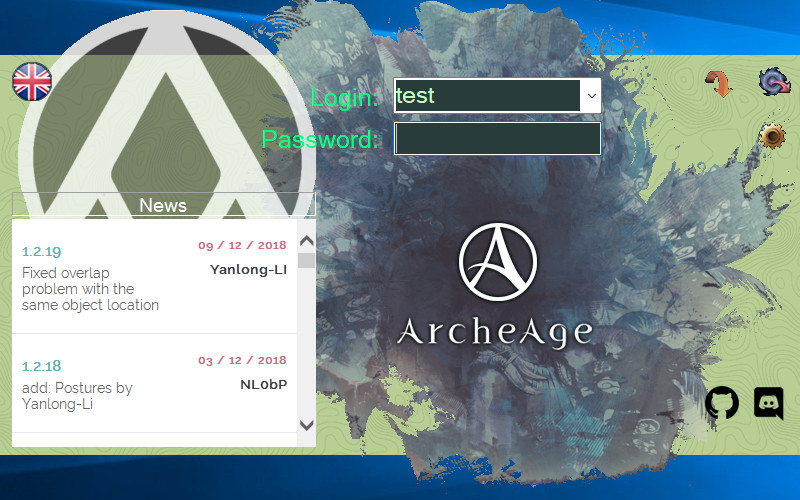 Login:
test
Password:
News
1.2.19
09 / 12 / 2018
Yanlong-LI
Fixed overlap
problem with the
same object location
1.2.18
03 / 12 / 2018
NL0bP
add: Postures by
Yanlong-Li
ArcheAge